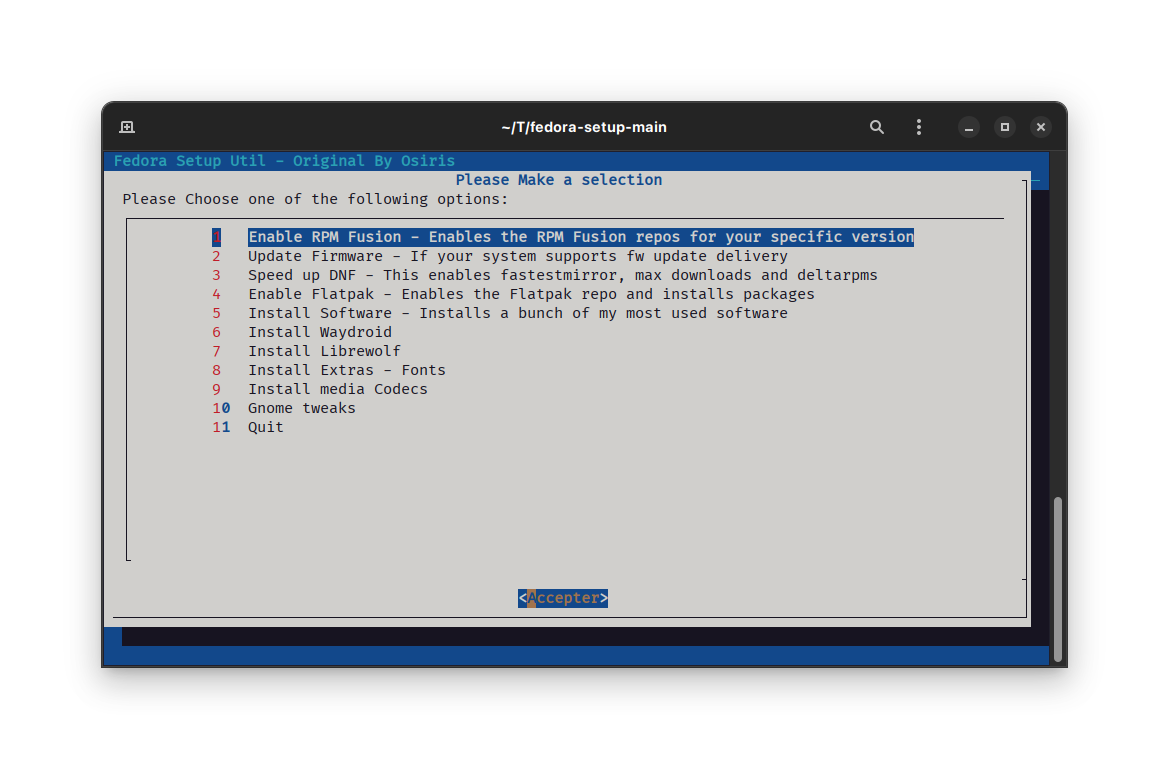 ~/T/fedora-setup-main
Fedora Setup Util - Original By Osiris
Please Make a selection
Please Choose one of the following options:
1 Enable RPM Fusion - Enables the RPM Fusion repos for your specific version
2 Update Firmware - If your system supports fw update delivery
3 Speed up DNF - This enables fastestmirror, max downloads and deltarpms
4 Enable Flatpak - Enables the Flatpak repo and installs packages
5 Install Software - Installs a bunch of my most used software
6 Install Waydroid
7 Install Librewolf
8 Install Extras - Fonts
9 Install media Codecs
10 Gnome tweaks
11 Quit
<Accepter>